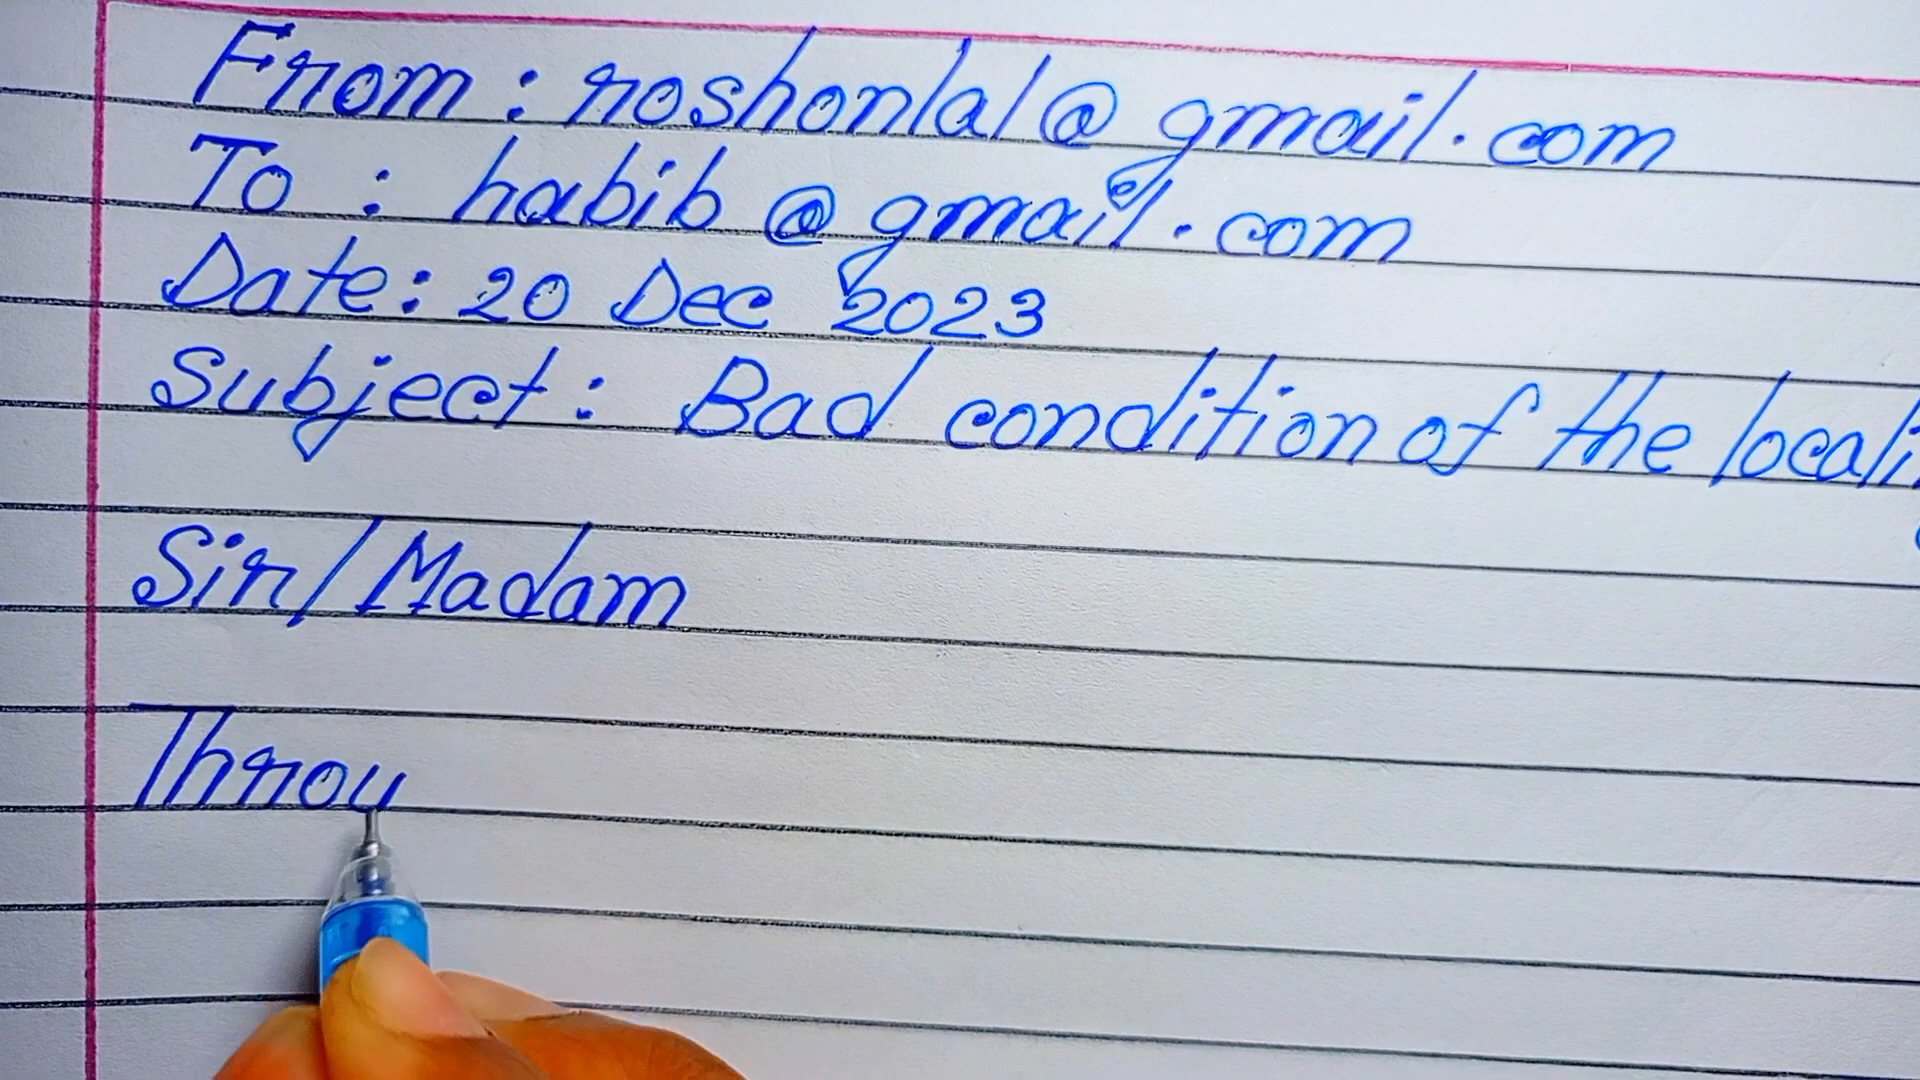 From : roshonlal@gmail.com
To : habib@gmail.com
Date: 20 Dec 2023
Subject: Bad condition of the locali
Sir/Madam
Throu